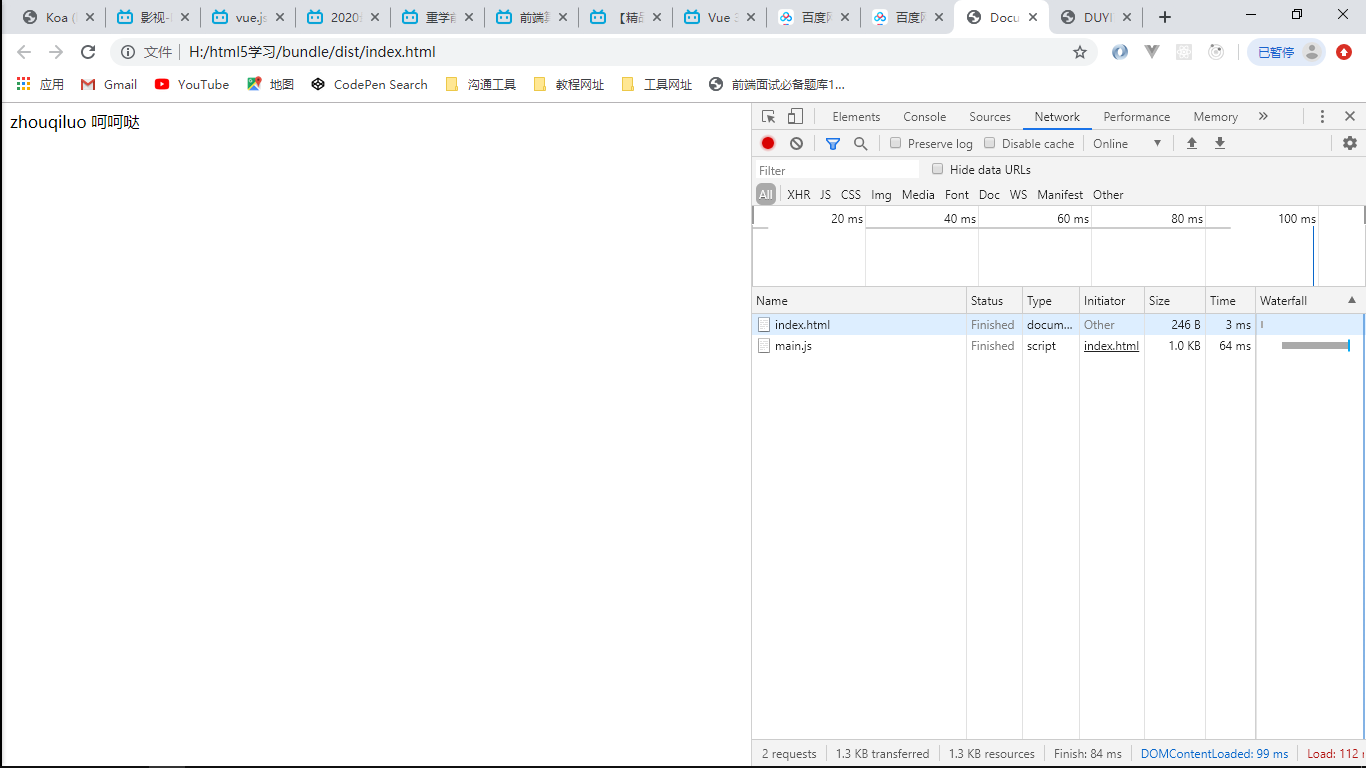 Koa (
影视-
vue.js
2020
重学前
前端算
【精品
Vue 3
百度网
百度网
Docu
DUYI
文件 H:/html5学习/bundle/dist/index.html 已暂停
应用 Gmail YouTube 地图 CodePen Search 沟通工具 教程网址 工具网址 前端面试必备题库1...
zhouqiluo 呵呵哒
Elements Console Sources Network Performance Memory »
Preserve log Disable cache Online ▼
Filter Hide data URLs
All XHR JS CSS Img Media Font Doc WS Manifest Other
20 ms 40 ms 60 ms 80 ms 100 ms
Name Status Type Initiator Size Time Waterfall ▲
index.html Finished docum... Other 246 B 3 ms
main.js Finished script index.html 1.0 KB 64 ms
2 requests 1.3 KB transferred 1.3 KB resources Finish: 84 ms DOMContentLoaded: 99 ms Load: 112